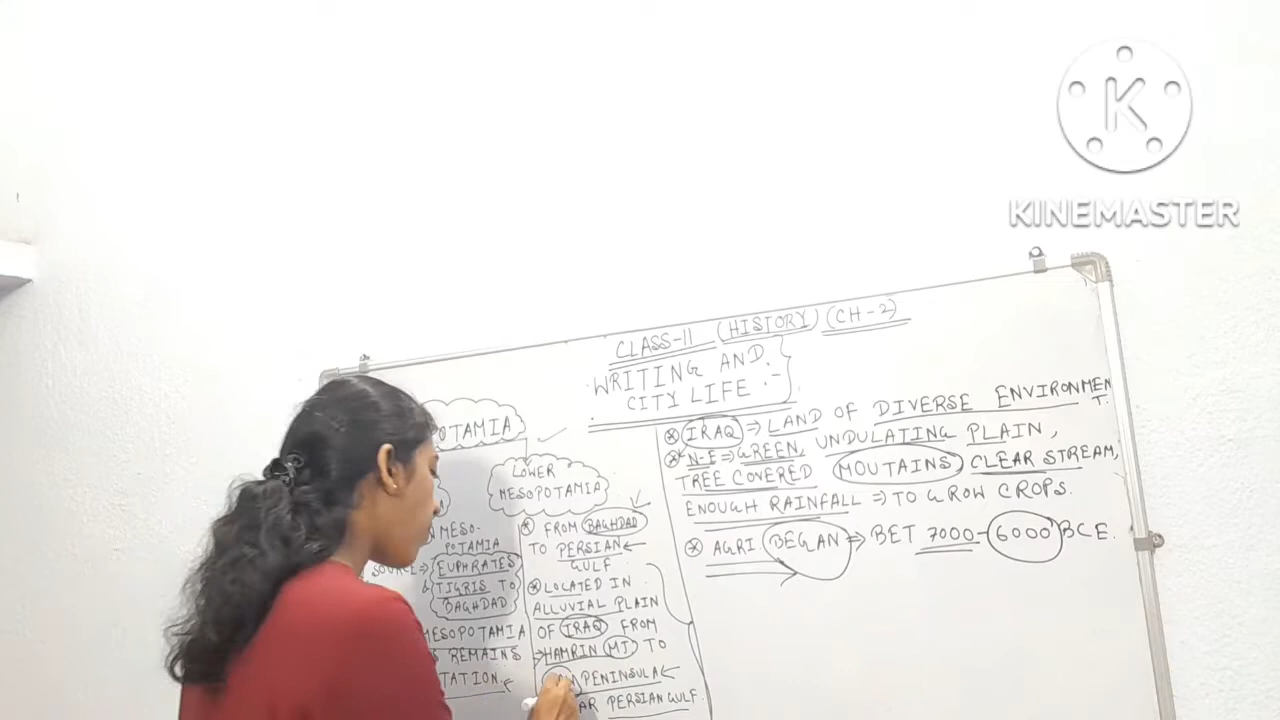 K
KINEMASTER
CLASS-11 (HISTORY) (CH-2)
WRITING AND
CITY LIFE :-
POTAMIA
LOWER
MESOPOTAMIA
MESO-
POTAMIA
SOURCE ⇒ EUPHRATES
& TIGRIS TO
BAGHDAD
MESOPOTAMIA
REMAINS
TATION.
* FROM BAGHDAD
TO PERSIAN
GULF
* LOCATED IN
ALLUVIAL PLAIN
OF IRAQ FROM
HAMRIN MT TO
PENINSULA
AR PERSIAN GULF.
* IRAQ ⇒ LAND OF DIVERSE ENVIRONMENT.
* N-E ⇒ GREEN, UNDULATING PLAIN,
TREE COVERED MOUTAINS CLEAR STREAM,
ENOUGH RAINFALL ⇒ TO GROW CROPS.
* AGRI. BEGAN ⇒ BET 7000-6000 BCE.